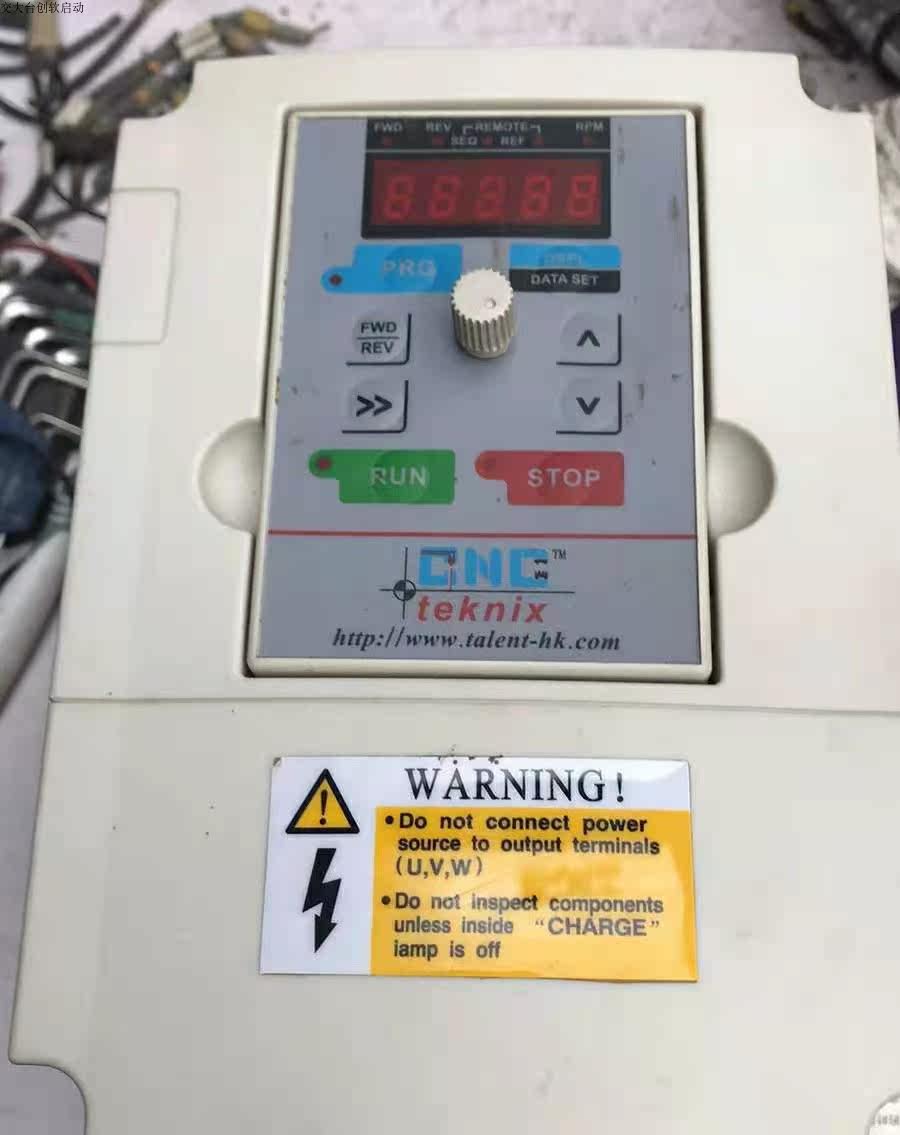 交大台创软启动
FWD REV REMOTE RPM
SEQ REF
88888
PRG
DSPL
DATA SET
FWD
REV
∧
>>
∨
RUN
STOP
CNC™
teknix
http://www.talent-hk.com
WARNING!
•Do not connect power
source to output terminals
(U,V,W)
•Do not inspect components
unless inside “CHARGE”
iamp is off